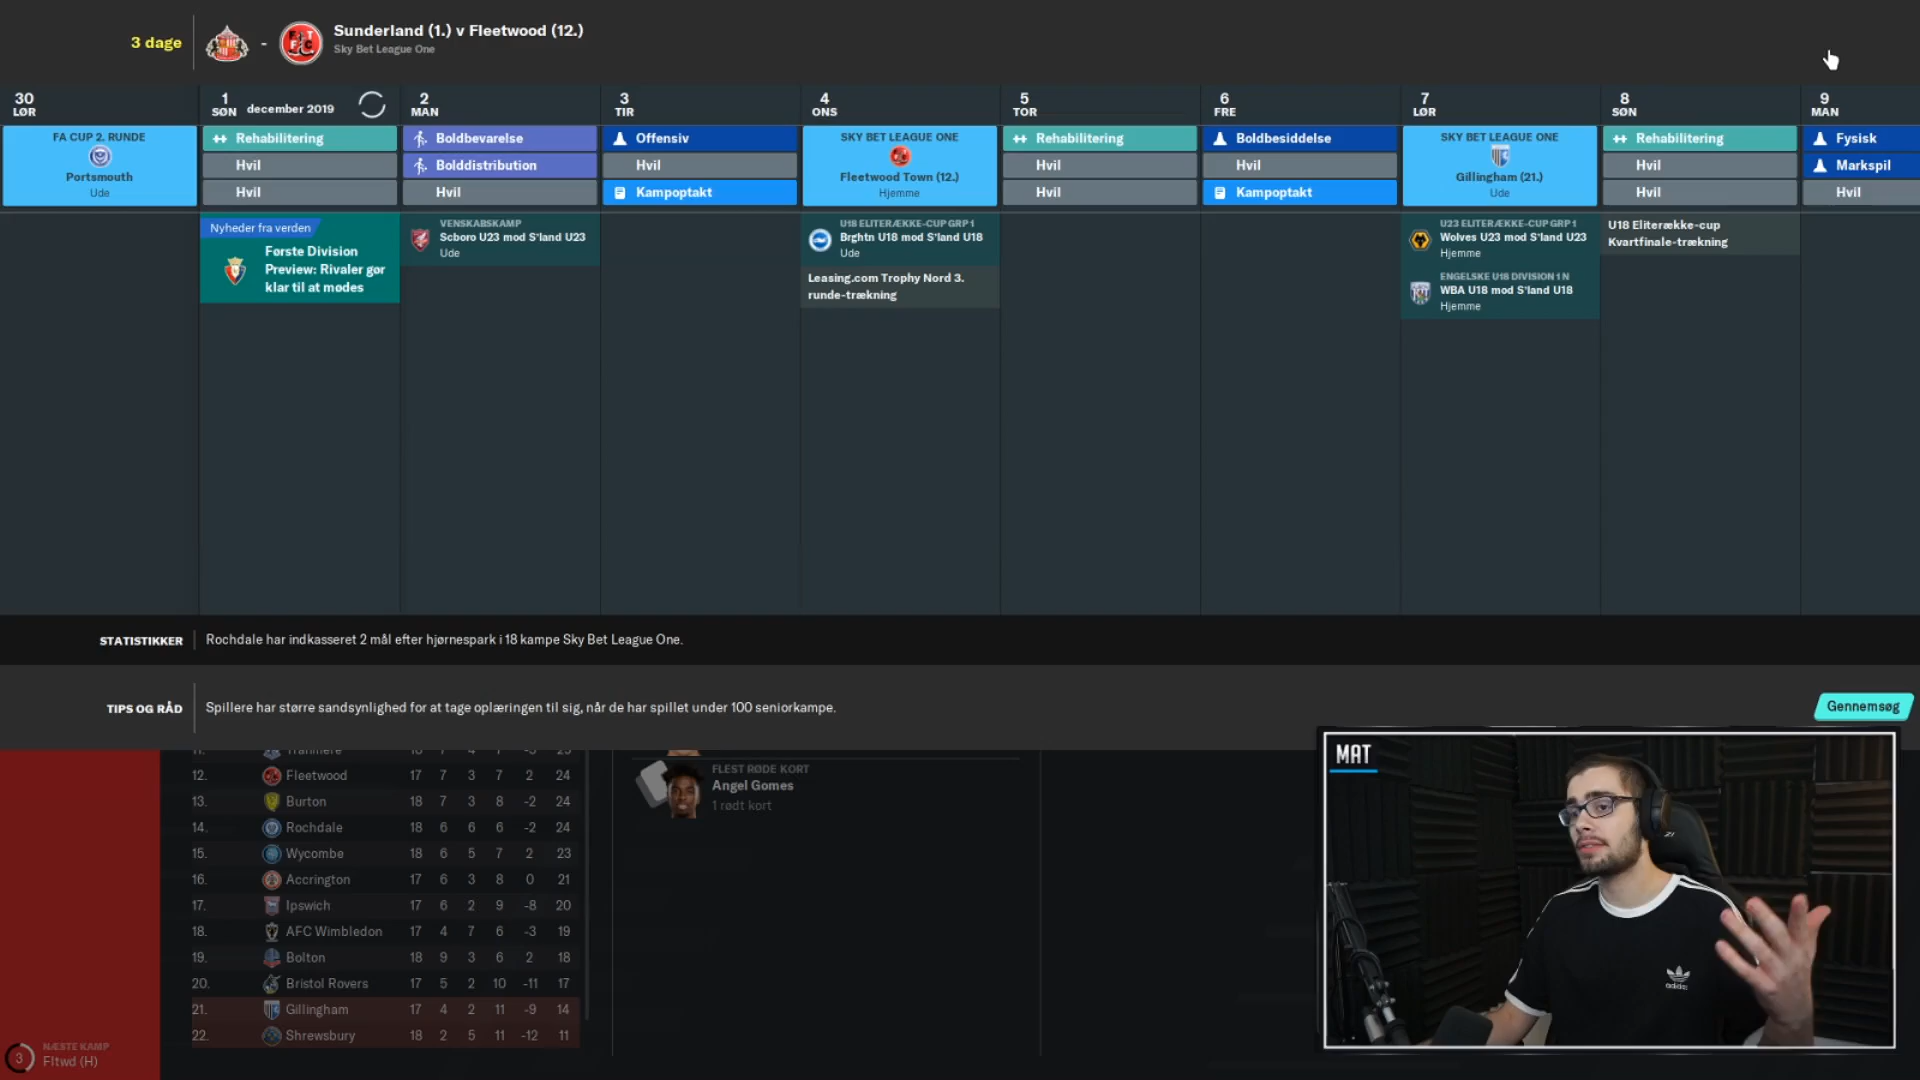 3 dage
-
Sunderland (1.) v Fleetwood (12.)
Sky Bet League One
30
LØR
1
SØN december 2019
2
MAN
3
TIR
4
ONS
5
TOR
6
FRE
7
LØR
8
SØN
9
MAN
FA CUP 2. RUNDE
Portsmouth
Ude
Rehabilitering
Hvil
Hvil
Boldbevarelse
Bolddistribution
Hvil
Offensiv
Hvil
Kampoptakt
SKY BET LEAGUE ONE
Fleetwood Town (12.)
Hjemme
Rehabilitering
Hvil
Hvil
Boldbesiddelse
Hvil
Kampoptakt
SKY BET LEAGUE ONE
Gillingham (21.)
Ude
Rehabilitering
Hvil
Hvil
Fysisk
Markspil
Hvil
Nyheder fra verden
Første Division
Preview: Rivaler gør
klar til at mødes
VENSKABSKAMP
Scboro U23 mod S'land U23
Ude
U18 ELITERÆKKE-CUP GRP 1
Brghtn U18 mod S'land U18
Ude
Leasing.com Trophy Nord 3.
runde-trækning
U23 ELITERÆKKE-CUP GRP 1
Wolves U23 mod S'land U23
Hjemme
ENGELSKE U18 DIVISION 1 N
WBA U18 mod S'land U18
Hjemme
U18 Eliterække-cup
Kvartfinale-trækning
STATISTIKKER
Rochdale har indkasseret 2 mål efter hjørnespark i 18 kampe Sky Bet League One.
TIPS OG RÅD
Spillere har større sandsynlighed for at tage oplæringen til sig, når de har spillet under 100 seniorkampe.
Gennemsøg
12. Fleetwood 17 7 3 7 2 24
13. Burton 18 7 3 8 -2 24
14. Rochdale 18 6 6 6 -2 24
15. Wycombe 18 6 5 7 2 23
16. Accrington 17 6 3 8 0 21
17. Ipswich 17 6 2 9 -8 20
18. AFC Wimbledon 17 4 7 6 -3 19
19. Bolton 18 9 3 6 2 18
20. Bristol Rovers 17 5 2 10 -11 17
21. Gillingham 17 4 2 11 -9 14
22. Shrewsbury 18 2 5 11 -12 11
FLEST RØDE KORT
Angel Gomes
1 rødt kort
3
NÆSTE KAMP
Fltwd (H)
MAT
adidas